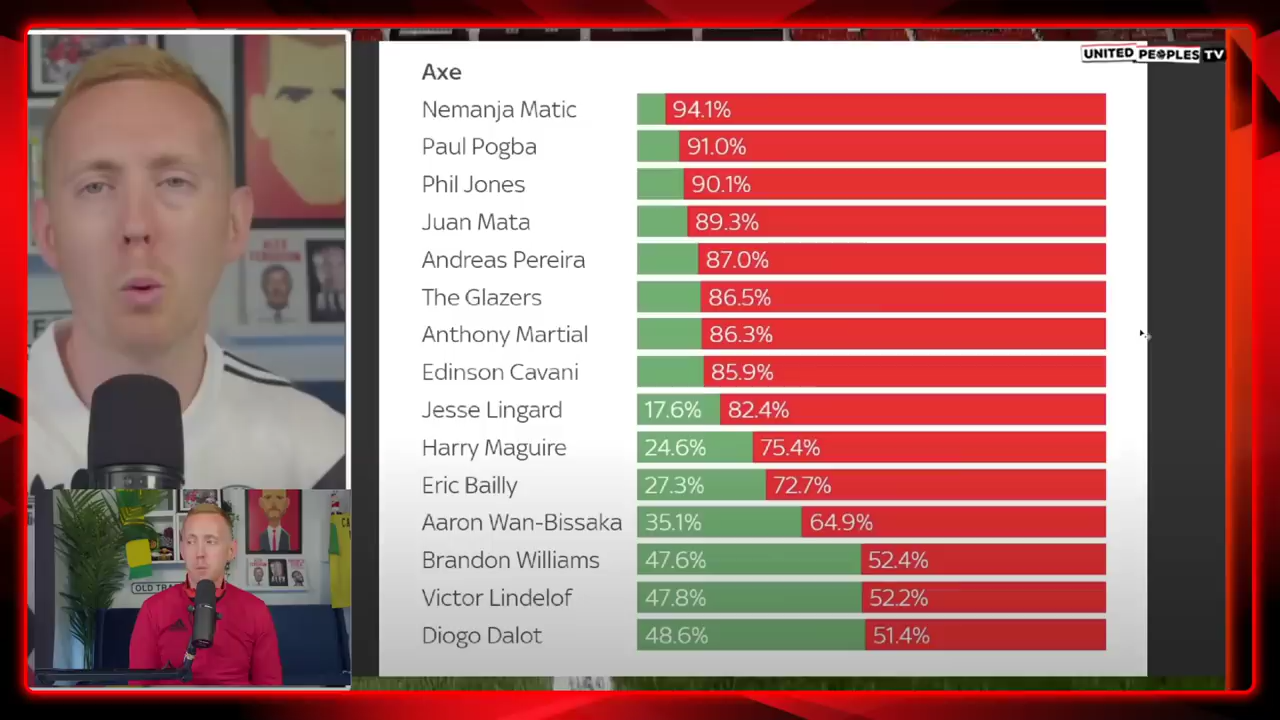 UNITED PEOPLES TV
Axe
Nemanja Matic 94.1%
Paul Pogba 91.0%
Phil Jones 90.1%
Juan Mata 89.3%
Andreas Pereira 87.0%
The Glazers 86.5%
Anthony Martial 86.3%
Edinson Cavani 85.9%
Jesse Lingard 17.6% 82.4%
Harry Maguire 24.6% 75.4%
Eric Bailly 27.3% 72.7%
Aaron Wan-Bissaka 35.1% 64.9%
Brandon Williams 47.6% 52.4%
Victor Lindelof 47.8% 52.2%
Diogo Dalot 48.6% 51.4%
OLD TRA